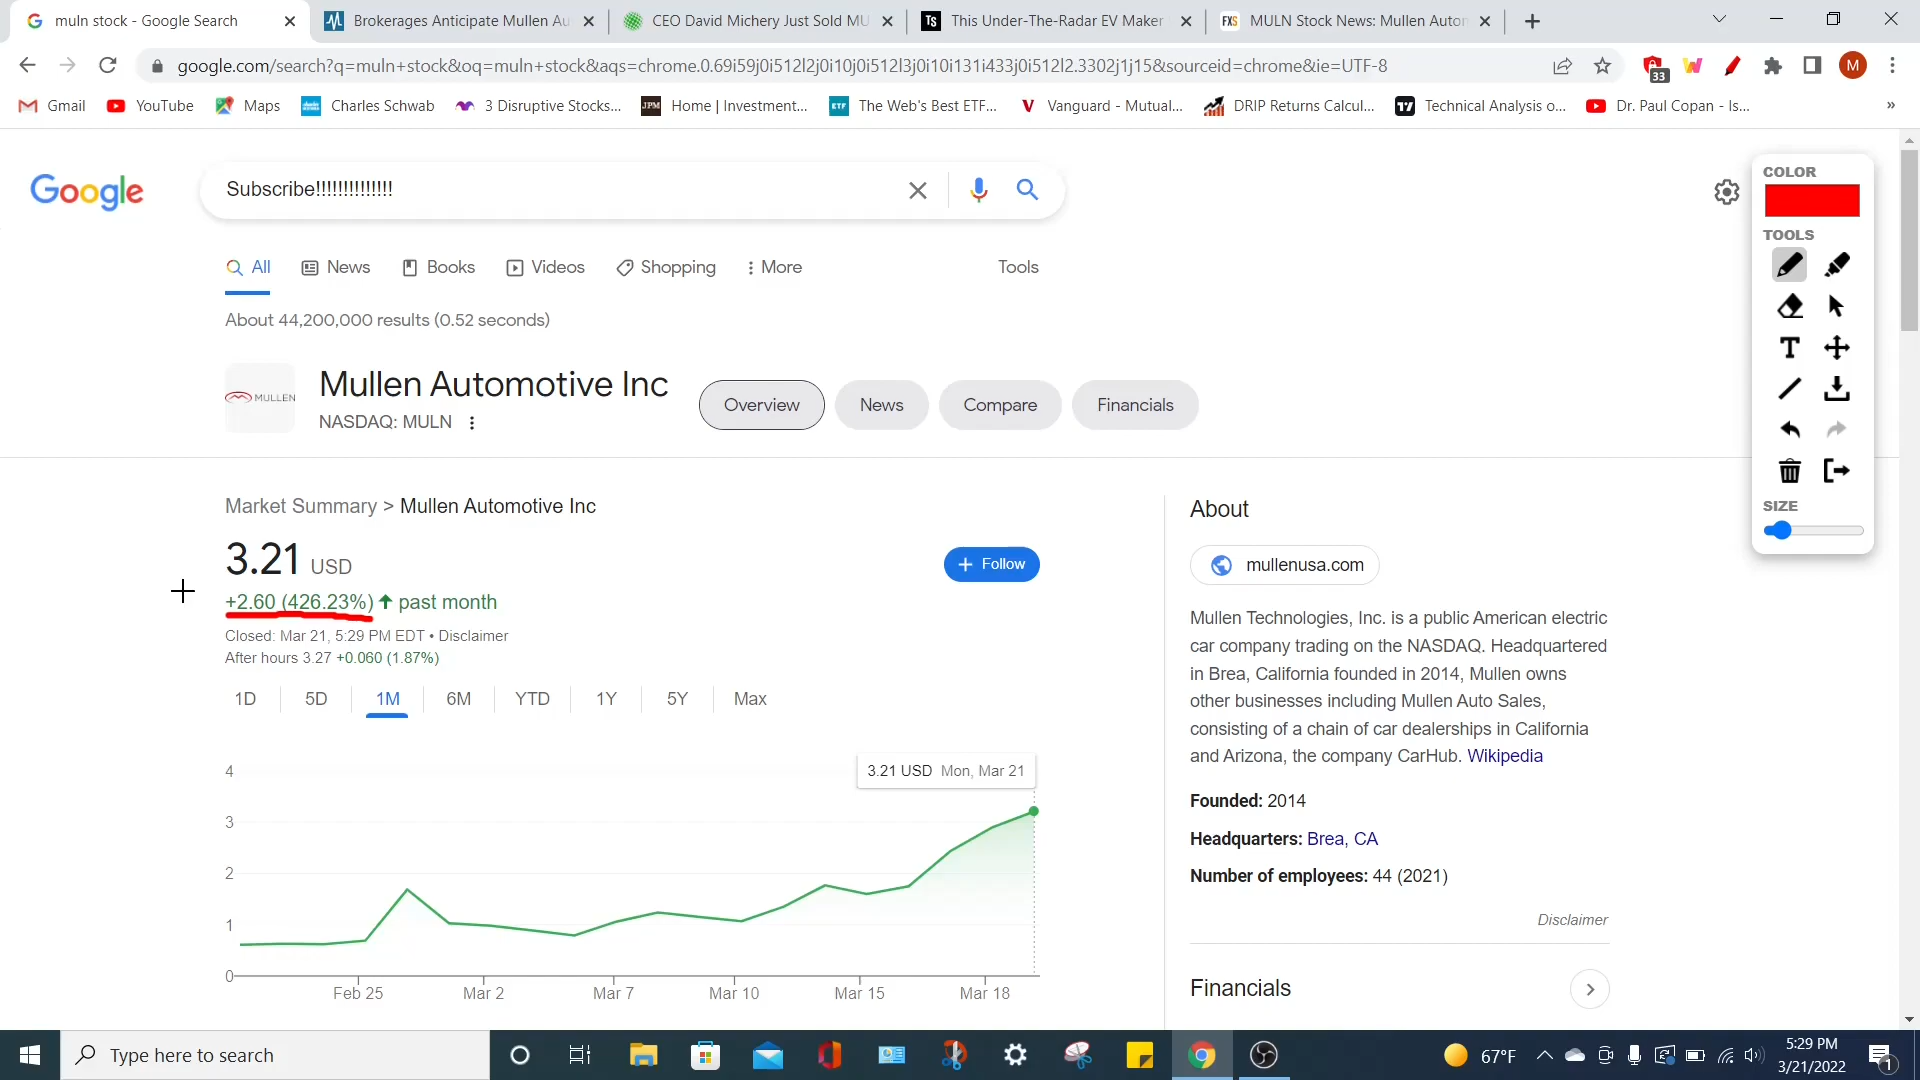 muln stock - Google Search
Brokerages Anticipate Mullen Au
CEO David Michery Just Sold MU
This Under-The-Radar EV Maker
MULN Stock News: Mullen Auton
google.com/search?q=muln+stock&oq=muln+stock&aqs=chrome.0.69i59j0i512l2j0i10j0i512l3j0i10i131i433j0i512l2.3302j1j15&sourceid=chrome&ie=UTF-8
33
M
Gmail
YouTube
Maps
Charles Schwab
3 Disruptive Stocks...
JPM
Home | Investment...
ETF
The Web's Best ETF...
Vanguard - Mutual...
DRIP Returns Calcul...
Technical Analysis o...
Dr. Paul Copan - Is...
»
Google
Subscribe!!!!!!!!!!!!!!
COLOR
TOOLS
SIZE
All
News
Books
Videos
Shopping
More
Tools
About 44,200,000 results (0.52 seconds)
MULLEN
Mullen Automotive Inc
NASDAQ: MULN
Overview
News
Compare
Financials
Market Summary > Mullen Automotive Inc
3.21 USD
Follow
+2.60 (426.23%) past month
Closed: Mar 21, 5:29 PM EDT • Disclaimer
After hours 3.27 +0.060 (1.87%)
1D
5D
1M
6M
YTD
1Y
5Y
Max
3.21 USD Mon, Mar 21
4
3
2
1
0
Feb 25
Mar 2
Mar 7
Mar 10
Mar 15
Mar 18
About
mullenusa.com
Mullen Technologies, Inc. is a public American electric
car company trading on the NASDAQ. Headquartered
in Brea, California founded in 2014, Mullen owns
other businesses including Mullen Auto Sales,
consisting of a chain of car dealerships in California
and Arizona, the company CarHub. Wikipedia
Founded: 2014
Headquarters: Brea, CA
Number of employees: 44 (2021)
Disclaimer
Financials
Type here to search
67°F
5:29 PM
3/21/2022
1